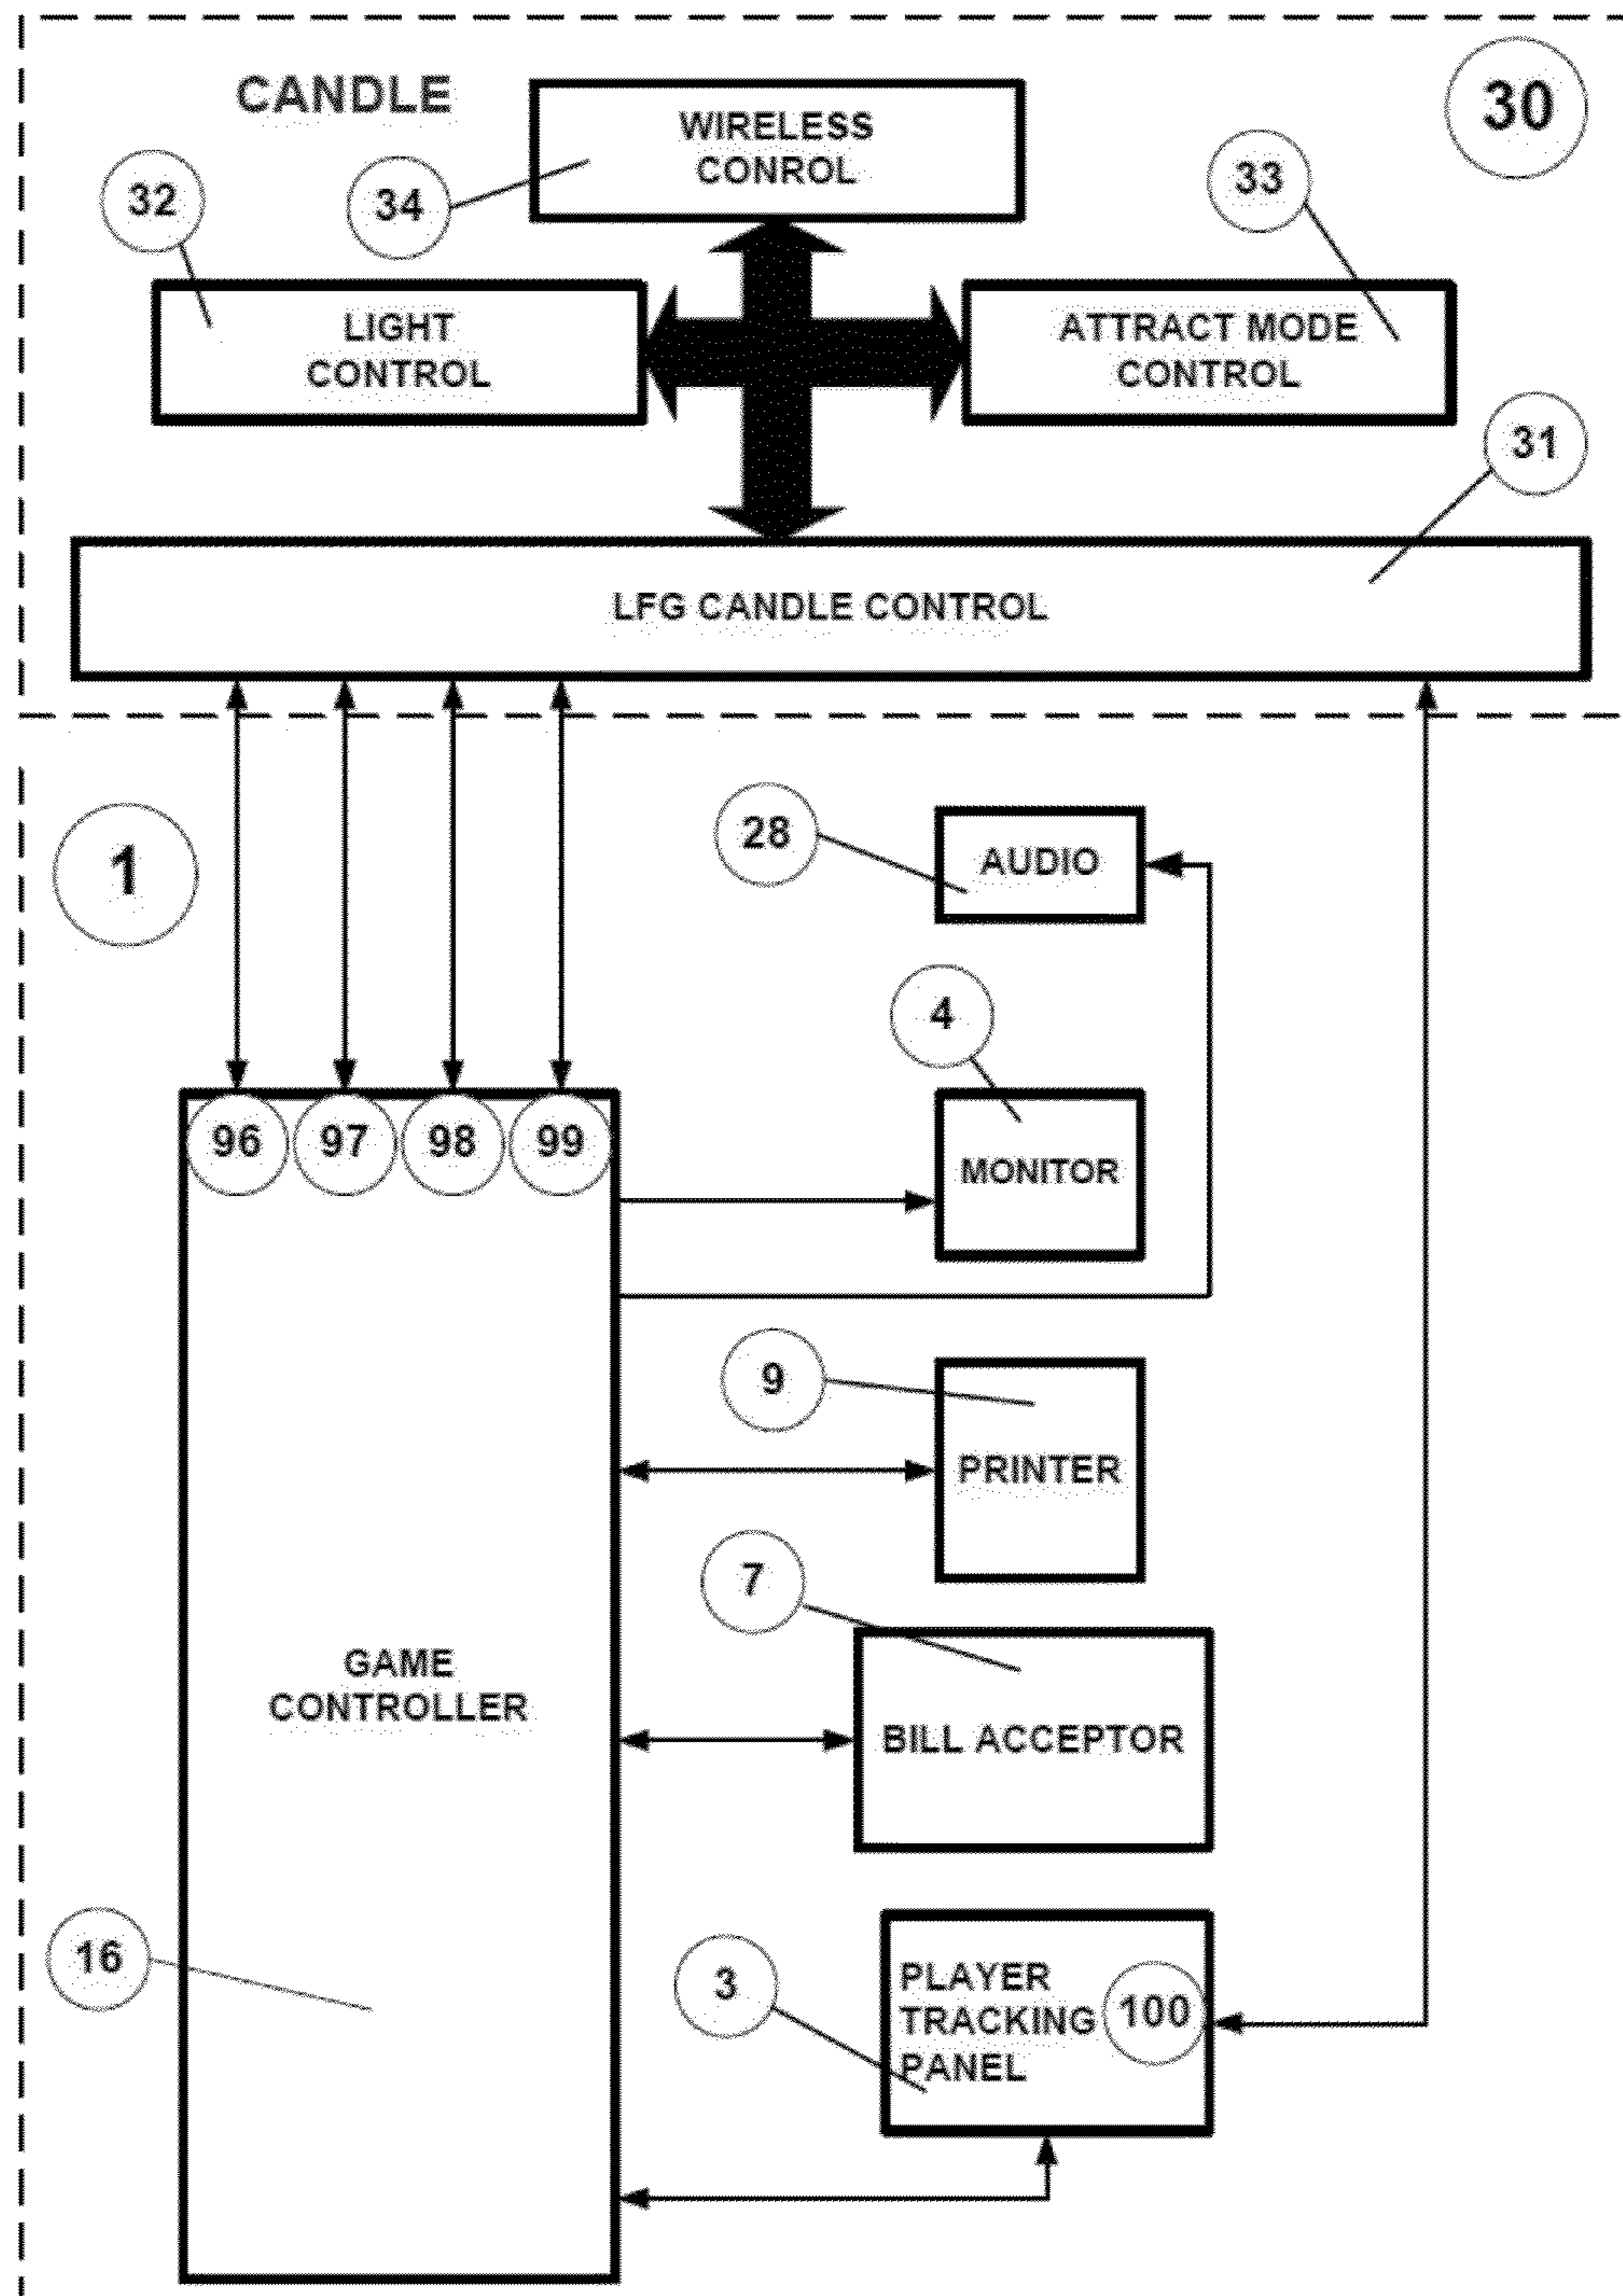 CANDLE
30
WIRELESS
CONROL
32
34
33
LIGHT
CONTROL
ATTRACT MODE
CONTROL
31
LFG CANDLE CONTROL
1
28
AUDIO
4
96 97 98 99
MONITOR
9
PRINTER
7
GAME
CONTROLLER
BILL ACCEPTOR
16
3
PLAYER
TRACKING
PANEL
100